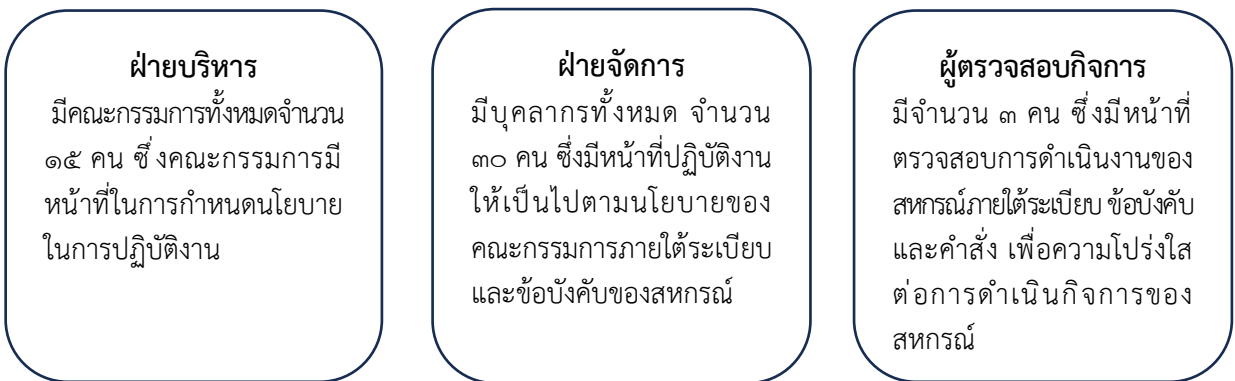 ฝ่ายบริหาร
มีคณะกรรมการทั้งหมดจำนวน
๑๕ คน ซึ่งคณะกรรมการมี
หน้าที่ในการกำหนดนโยบาย
ในการปฏิบัติงาน
ฝ่ายจัดการ
มีบุคลากรทั้งหมด จำนวน
๓๐ คน ซึ่งมีหน้าที่ปฏิบัติงาน
ให้เป็นไปตามนโยบายของ
คณะกรรมการภายใต้ระเบียบ
และข้อบังคับของสหกรณ์
ผู้ตรวจสอบกิจการ
มีจำนวน ๓ คน ซึ่งมีหน้าที่
ตรวจสอบการดำเนินงานของ
สหกรณ์ภายใต้ระเบียบ ข้อบังคับ
และคำสั่ง เพื่อความโปร่งใส
ต่อการดำเนินกิจการของ
สหกรณ์